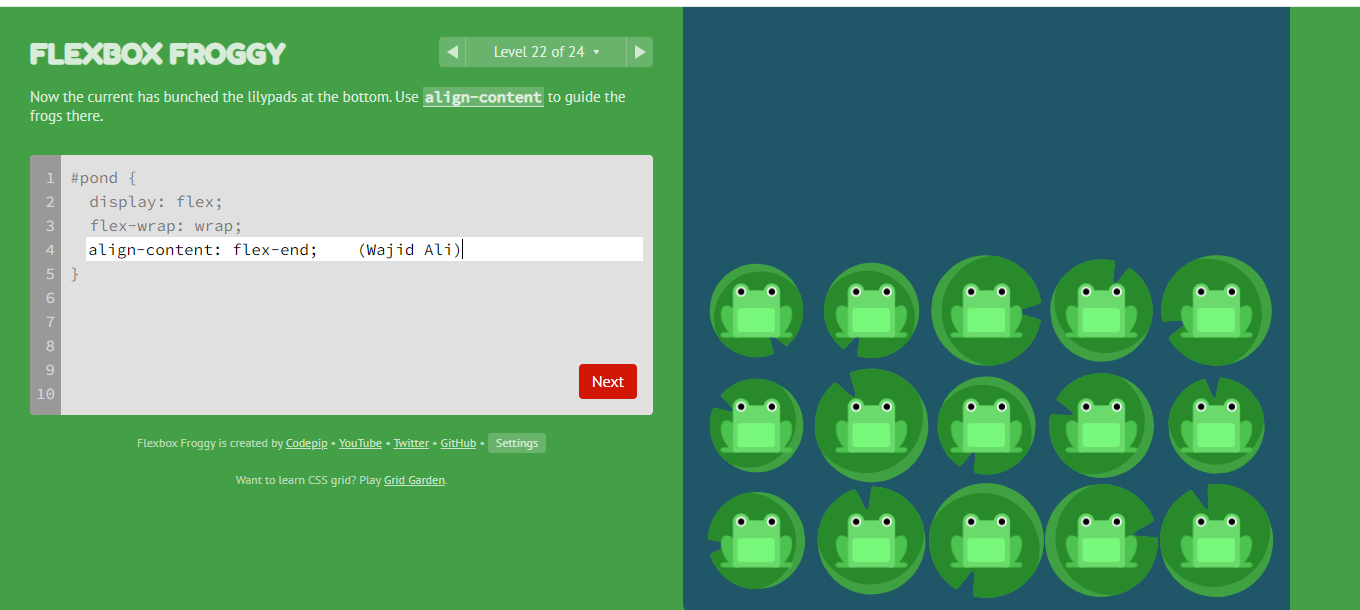 FLEXBOX FROGGY
◀ Level 22 of 24 ▾ ▶
Now the current has bunched the lilypads at the bottom. Use align-content to guide the
frogs there.
1 #pond {
2 display: flex;
3 flex-wrap: wrap;
4 align-content: flex-end; (Wajid Ali)
5 }
6
7
8
9
10
Next
Flexbox Froggy is created by Codepip • YouTube • Twitter • GitHub • Settings
Want to learn CSS grid? Play Grid Garden.